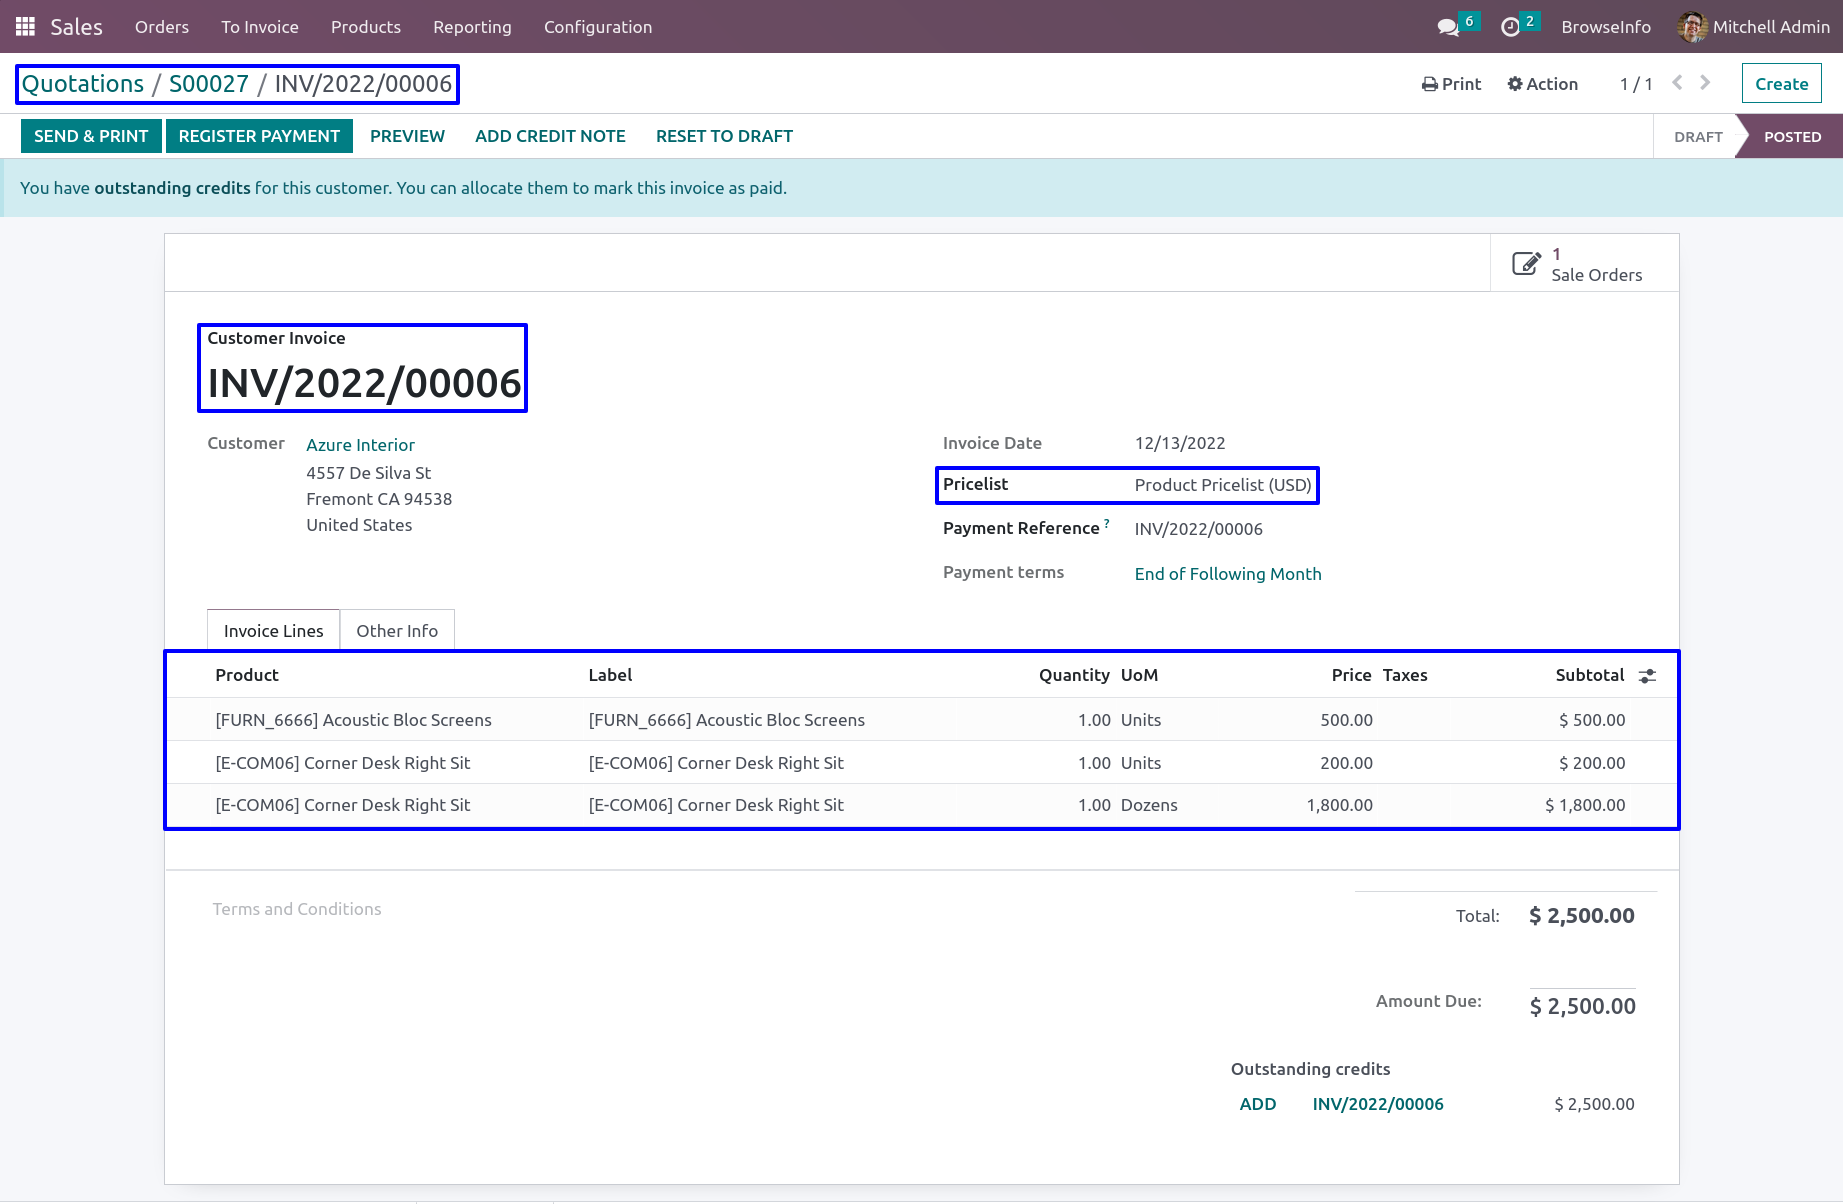 Sales Orders To Invoice Products Reporting Configuration 6 2 BrowseInfo Mitchell Admin
Quotations / S00027 / INV/2022/00006 Print Action 1 / 1 Create
SEND & PRINT REGISTER PAYMENT PREVIEW ADD CREDIT NOTE RESET TO DRAFT DRAFT POSTED
You have outstanding credits for this customer. You can allocate them to mark this invoice as paid.
1
Sale Orders
Customer Invoice
INV/2022/00006
Customer Azure Interior
4557 De Silva St
Fremont CA 94538
United States
Invoice Date 12/13/2022
Pricelist Product Pricelist (USD)
Payment Reference ? INV/2022/00006
Payment terms End of Following Month
Invoice Lines Other Info
Product Label Quantity UoM Price Taxes Subtotal
[FURN_6666] Acoustic Bloc Screens [FURN_6666] Acoustic Bloc Screens 1.00 Units 500.00 $ 500.00
[E-COM06] Corner Desk Right Sit [E-COM06] Corner Desk Right Sit 1.00 Units 200.00 $ 200.00
[E-COM06] Corner Desk Right Sit [E-COM06] Corner Desk Right Sit 1.00 Dozens 1,800.00 $ 1,800.00
Terms and Conditions
Total: $ 2,500.00
Amount Due: $ 2,500.00
Outstanding credits
ADD INV/2022/00006 $ 2,500.00